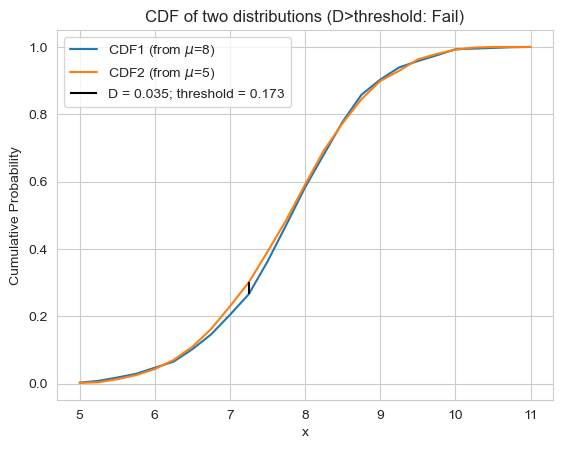 CDF of two distributions (D>threshold: Fail)
CDF1 (from μ=8)
CDF2 (from μ=5)
D = 0.035; threshold = 0.173
Cumulative Probability
1.0
0.8
0.6
0.4
0.2
0.0
5 6 7 8 9 10 11
x